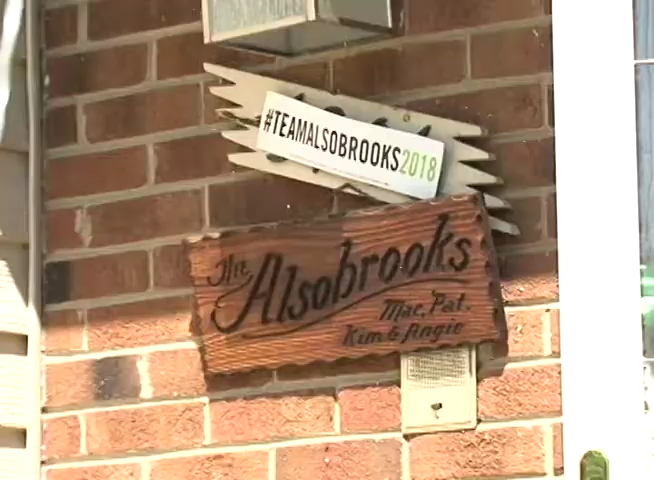 #TEAMALSOBROOKS2018
The Alsobrooks
Mac, Pat,
Kim & Angie